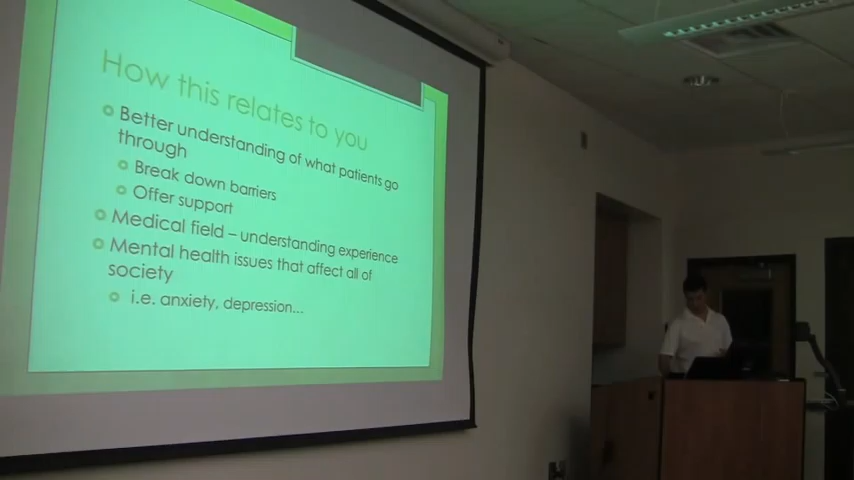 How this relates to you
Better understanding of what patients go
through
Break down barriers
Offer support
Medical field – understanding experience
Mental health issues that affect all of
society
i.e. anxiety, depression...